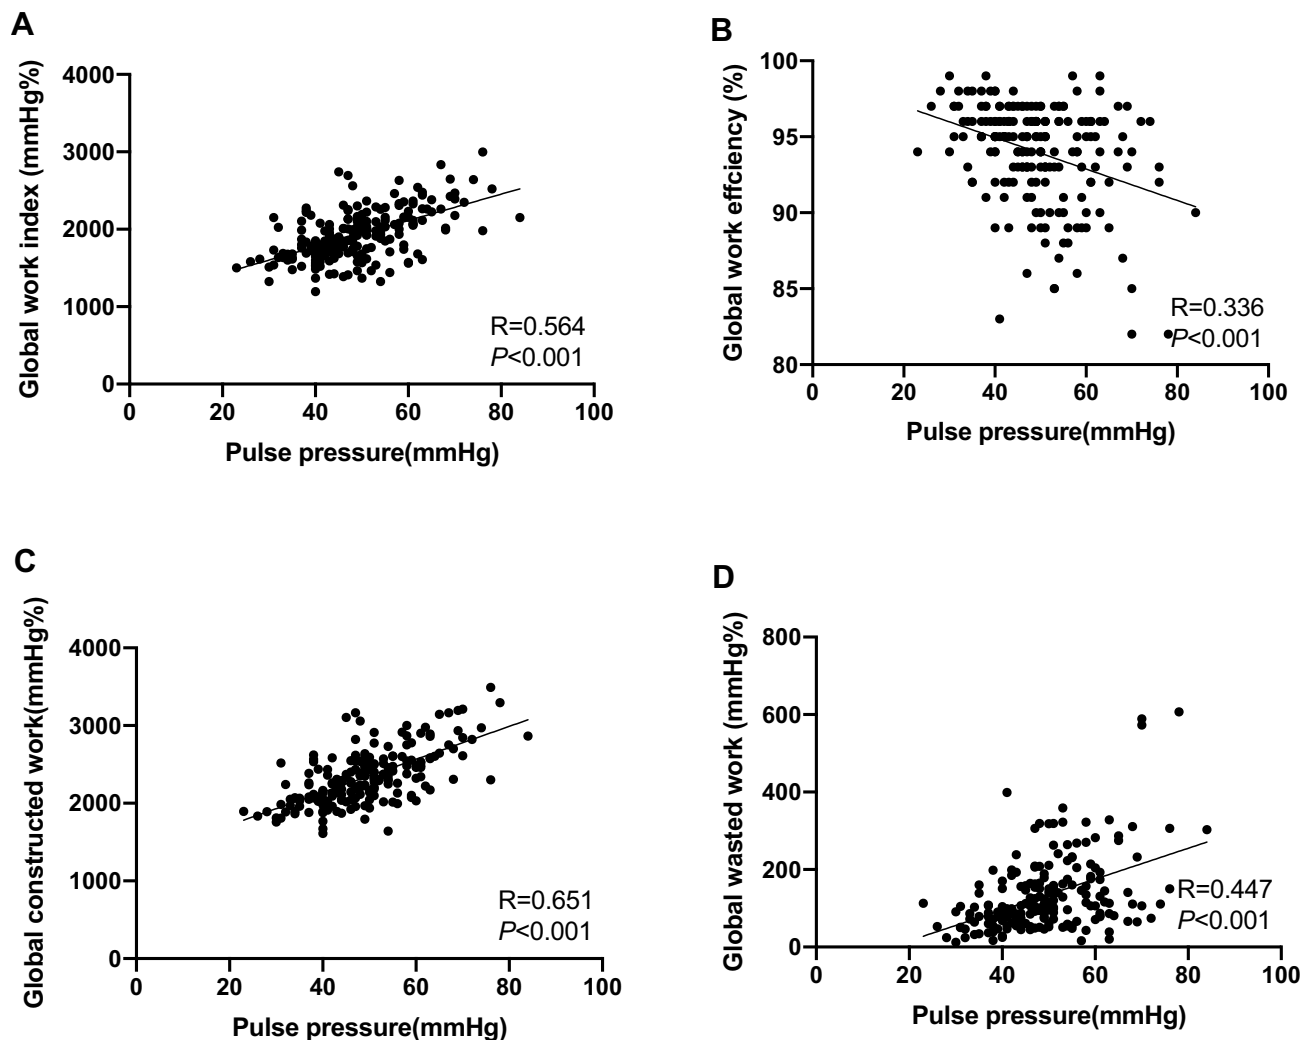 A
Global work index (mmHg%)
4000
3000
2000
1000
0
0 20 40 60 80 100
R=0.564
P<0.001
Pulse pressure(mmHg)
B
Global work effciency (%)
100
95
90
85
80
0 20 40 60 80 100
R=0.336
P<0.001
Pulse pressure(mmHg)
C
Global constructed work(mmHg%)
4000
3000
2000
1000
0
0 20 40 60 80 100
R=0.651
P<0.001
Pulse pressure(mmHg)
D
Global wasted work (mmHg%)
800
600
400
200
0
0 20 40 60 80 100
R=0.447
P<0.001
Pulse pressure(mmHg)